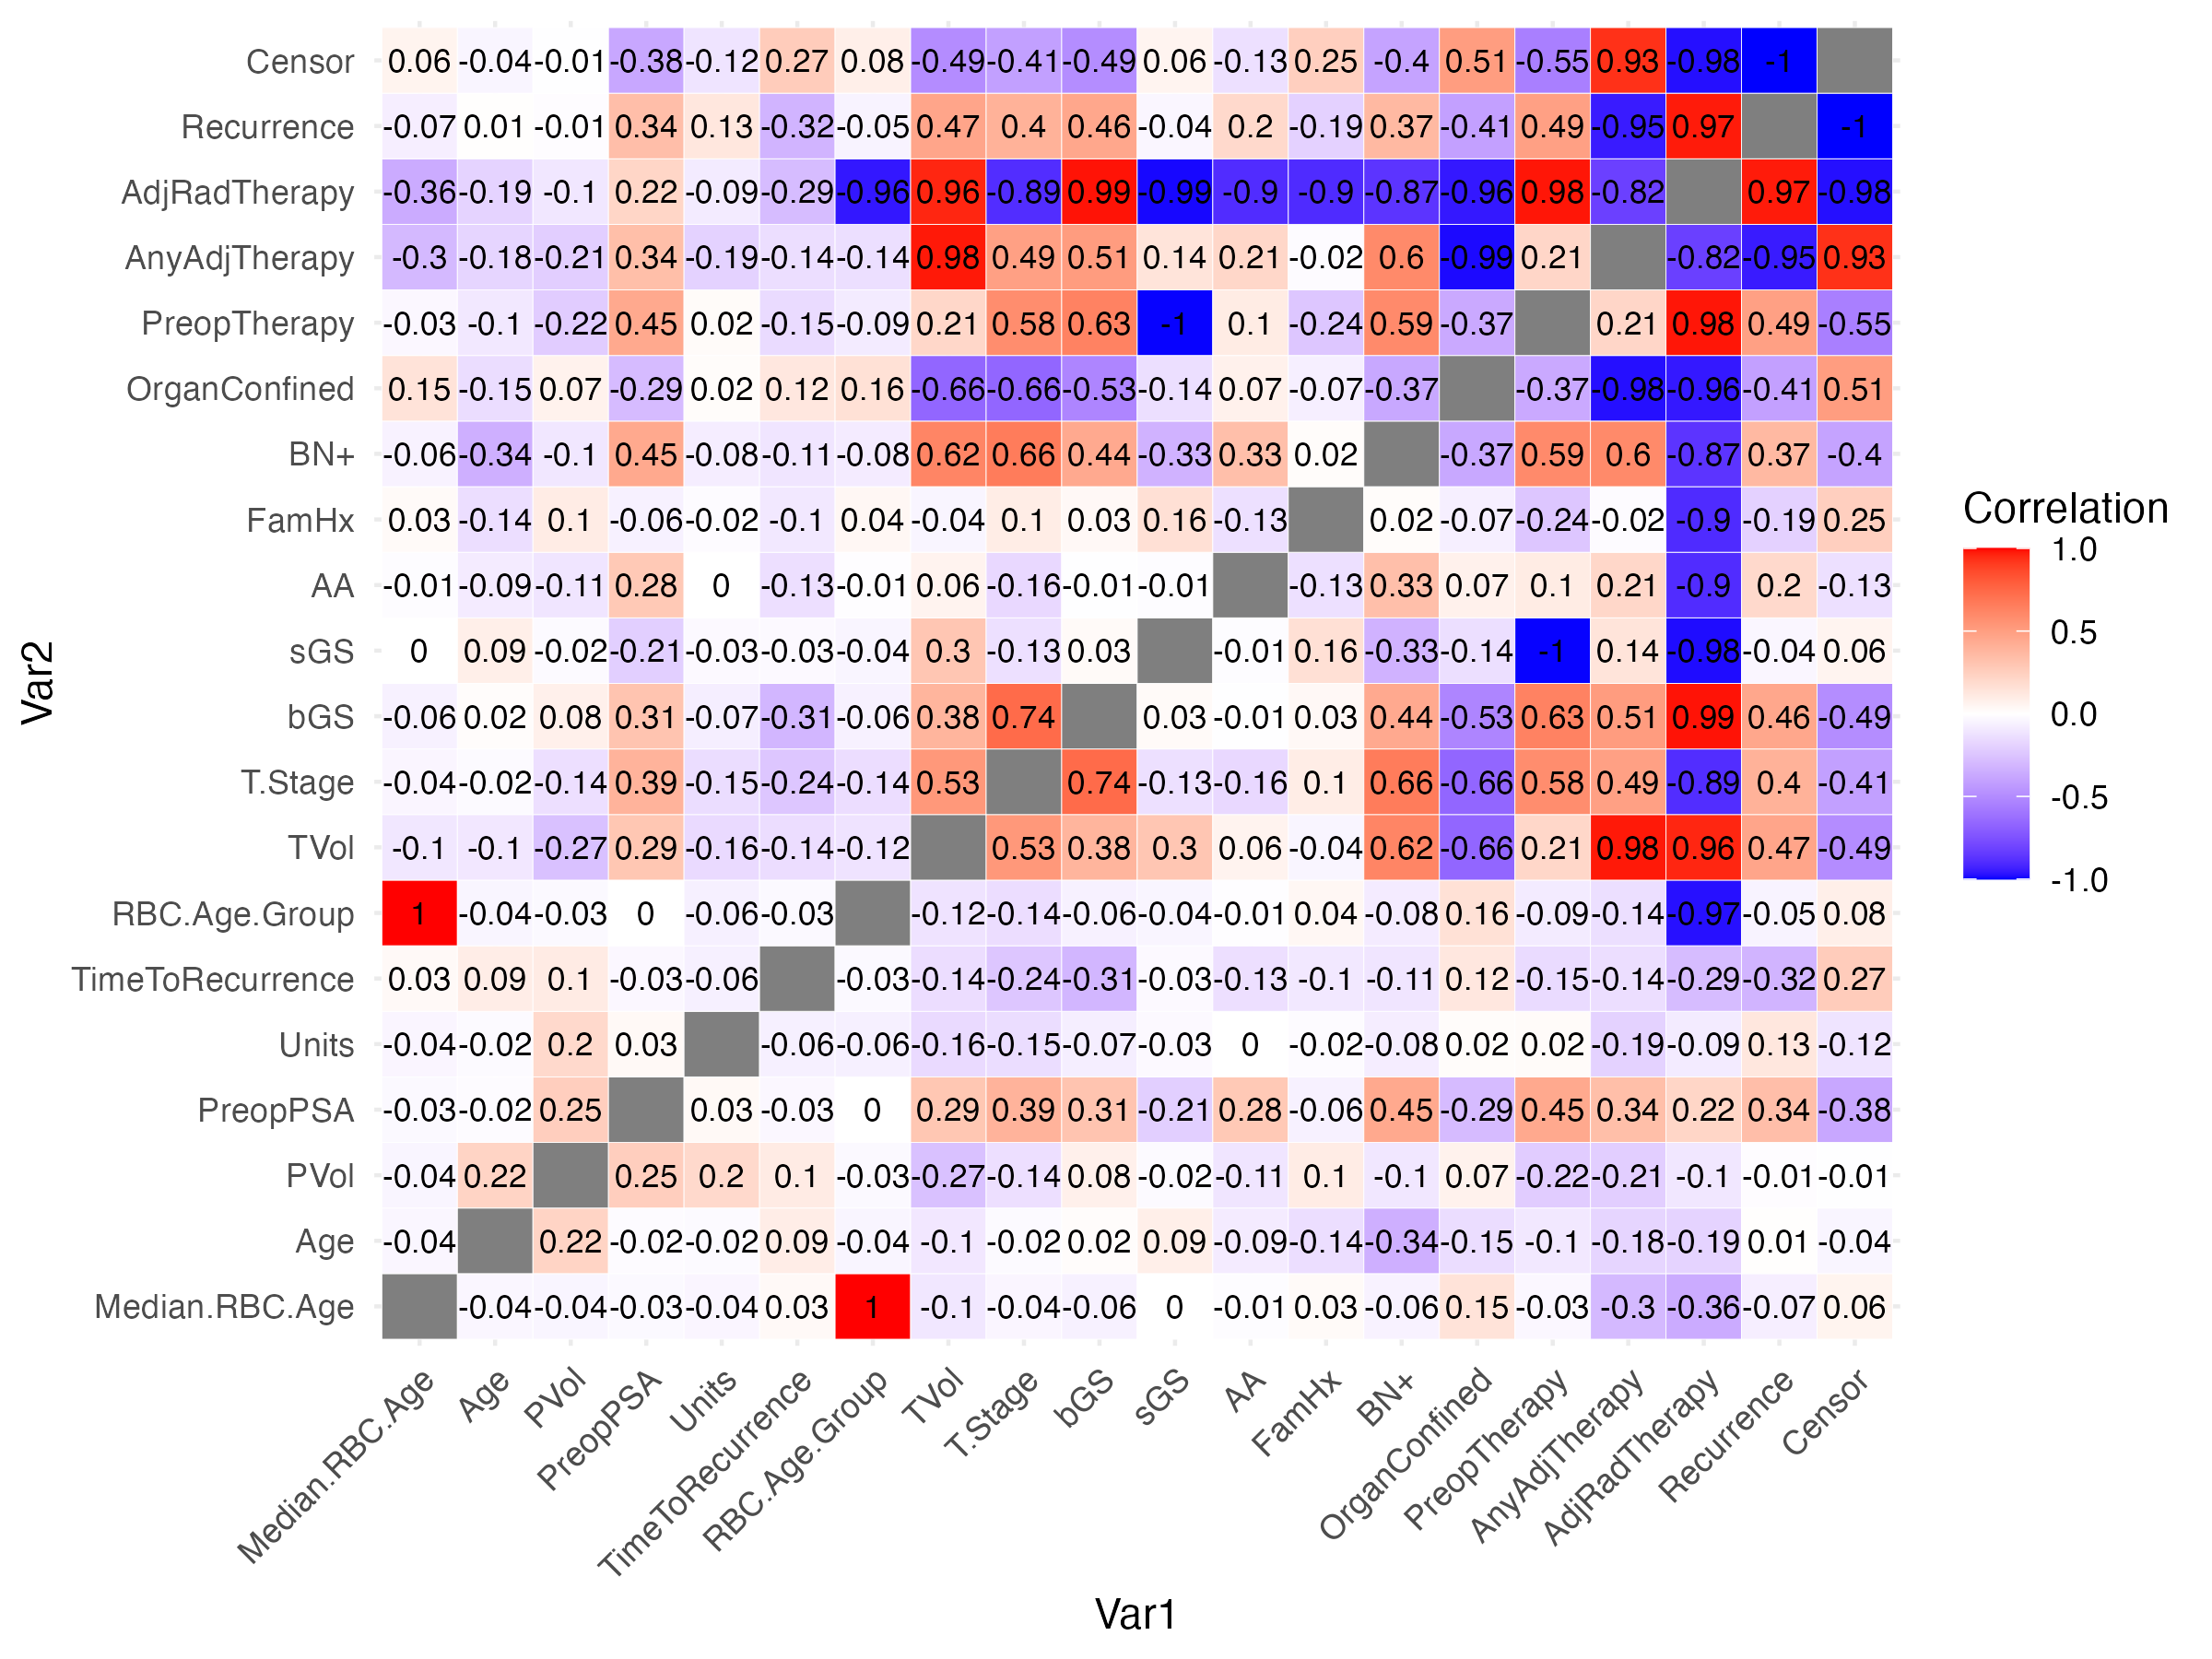 Censor 0.06 -0.04 -0.01 -0.38 -0.12 0.27 0.08 -0.49 -0.41 -0.49 0.06 -0.13 0.25 -0.4 0.51 -0.55 0.93 -0.98 -1
Recurrence -0.07 0.01 -0.01 0.34 0.13 -0.32 -0.05 0.47 0.4 0.46 -0.04 0.2 -0.19 0.37 -0.41 0.49 -0.95 0.97 -1
AdjRadTherapy -0.36 -0.19 -0.1 0.22 -0.09 -0.29 -0.96 0.96 -0.89 0.99 -0.99 -0.9 -0.9 -0.87 -0.96 0.98 -0.82 0.97 -0.98
AnyAdjTherapy -0.3 -0.18 -0.21 0.34 -0.19 -0.14 -0.14 0.98 0.49 0.51 0.14 0.21 -0.02 0.6 -0.99 0.21 -0.82 -0.95 0.93
PreopTherapy -0.03 -0.1 -0.22 0.45 0.02 -0.15 -0.09 0.21 0.58 0.63 -1 0.1 -0.24 0.59 -0.37 0.21 0.98 0.49 -0.55
OrganConfined 0.15 -0.15 0.07 -0.29 0.02 0.12 0.16 -0.66 -0.66 -0.53 -0.14 0.07 -0.07 -0.37 -0.37 -0.98 -0.96 -0.41 0.51
BN+ -0.06 -0.34 -0.1 0.45 -0.08 -0.11 -0.08 0.62 0.66 0.44 -0.33 0.33 0.02 -0.37 0.59 0.6 -0.87 0.37 -0.4
FamHx 0.03 -0.14 0.1 -0.06 -0.02 -0.1 0.04 -0.04 0.1 0.03 0.16 -0.13 0.02 -0.07 -0.24 -0.02 -0.9 -0.19 0.25
AA -0.01 -0.09 -0.11 0.28 0 -0.13 -0.01 0.06 -0.16 -0.01 -0.01 -0.13 0.33 0.07 0.1 0.21 -0.9 0.2 -0.13
sGS 0 0.09 -0.02 -0.21 -0.03 -0.03 -0.04 0.3 -0.13 0.03 -0.01 0.16 -0.33 -0.14 -1 0.14 -0.98 -0.04 0.06
bGS -0.06 0.02 0.08 0.31 -0.07 -0.31 -0.06 0.38 0.74 0.03 -0.01 0.03 0.44 -0.53 0.63 0.51 0.99 0.46 -0.49
T.Stage -0.04 -0.02 -0.14 0.39 -0.15 -0.24 -0.14 0.53 0.74 -0.13 -0.16 0.1 0.66 -0.66 0.58 0.49 -0.89 0.4 -0.41
TVol -0.1 -0.1 -0.27 0.29 -0.16 -0.14 -0.12 0.53 0.38 0.3 0.06 -0.04 0.62 -0.66 0.21 0.98 0.96 0.47 -0.49
RBC.Age.Group 1 -0.04 -0.03 0 -0.06 -0.03 -0.12 -0.14 -0.06 -0.04 -0.01 0.04 -0.08 0.16 -0.09 -0.14 -0.97 -0.05 0.08
TimeToRecurrence 0.03 0.09 0.1 -0.03 -0.06 -0.03 -0.14 -0.24 -0.31 -0.03 -0.13 -0.1 -0.11 0.12 -0.15 -0.14 -0.29 -0.32 0.27
Units -0.04 -0.02 0.2 0.03 -0.06 -0.06 -0.16 -0.15 -0.07 -0.03 0 -0.02 -0.08 0.02 0.02 -0.19 -0.09 0.13 -0.12
PreopPSA -0.03 -0.02 0.25 0.03 -0.03 0 0.29 0.39 0.31 -0.21 0.28 -0.06 0.45 -0.29 0.45 0.34 0.22 0.34 -0.38
PVol -0.04 0.22 0.25 0.2 0.1 -0.03 -0.27 -0.14 0.08 -0.02 -0.11 0.1 -0.1 0.07 -0.22 -0.21 -0.1 -0.01 -0.01
Age -0.04 0.22 -0.02 -0.02 0.09 -0.04 -0.1 -0.02 0.02 0.09 -0.09 -0.14 -0.34 -0.15 -0.1 -0.18 -0.19 0.01 -0.04
Median.RBC.Age -0.04 -0.04 -0.03 -0.04 0.03 1 -0.1 -0.04 -0.06 0 -0.01 0.03 -0.06 0.15 -0.03 -0.3 -0.36 -0.07 0.06
Median.RBC.Age Age PVol PreopPSA Units TimeToRecurrence RBC.Age.Group TVol T.Stage bGS sGS AA FamHx BN+ OrganConfined PreopTherapy AnyAdjTherapy AdjRadTherapy Recurrence Censor
Var1
Var2
Correlation
1.0
0.5
0.0
-0.5
-1.0